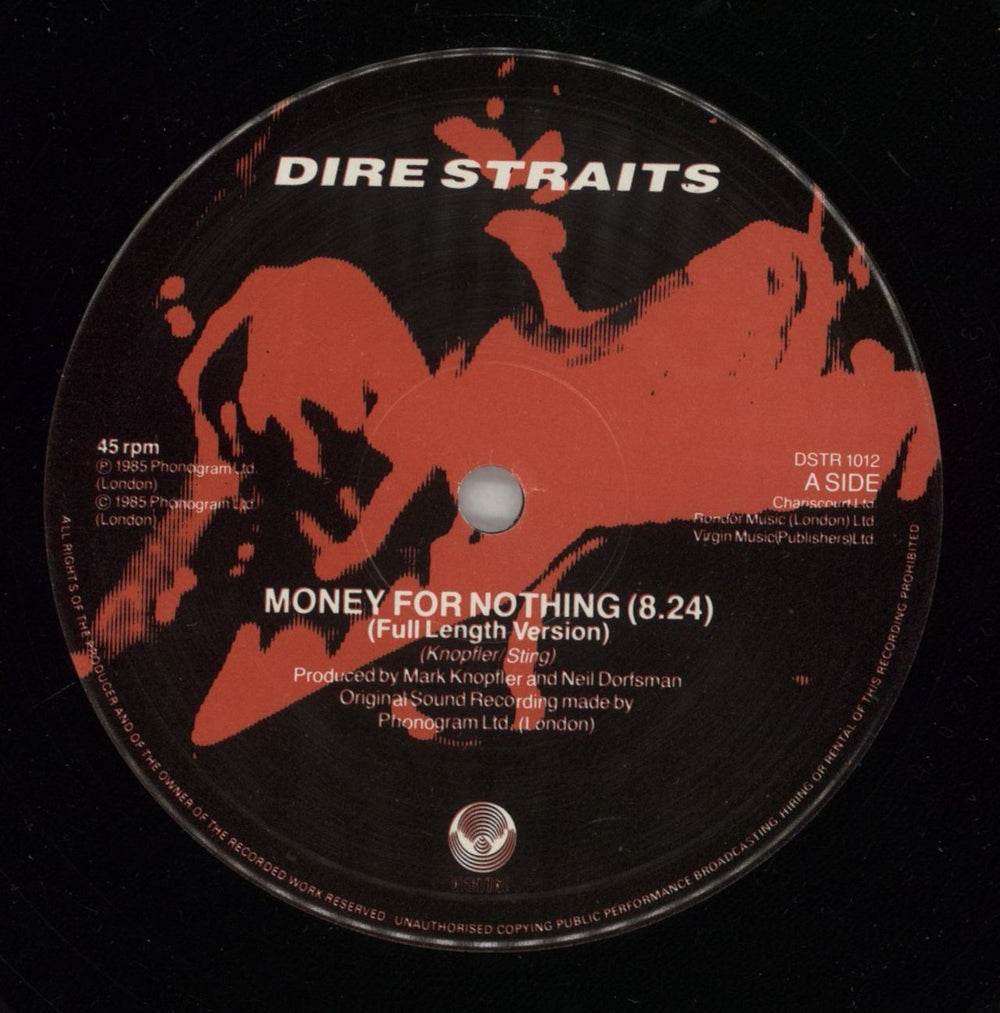 DIRE STRAITS
45 rpm
℗ 1985 Phonogram Ltd.
(London)
© 1985 Phonogram Ltd.
(London)
DSTR 1012
A SIDE
Chariscourt Ltd.
Rondor Music (London) Ltd
Virgin Music(Publishers)Ltd.
MONEY FOR NOTHING (8.24)
(Full Length Version)
(Knopfler/Sting)
Produced by Mark Knopfler and Neil Dorfsman
Original Sound Recording made by
Phonogram Ltd. (London)
vertigo
ALL RIGHTS OF THE PRODUCER AND OF THE OWNER OF THE RECORDED WORK RESERVED UNAUTHORISED COPYING PUBLIC PERFORMANCE BROADCASTING HIRING OR RENTAL OF THIS RECORDING PROHIBITED